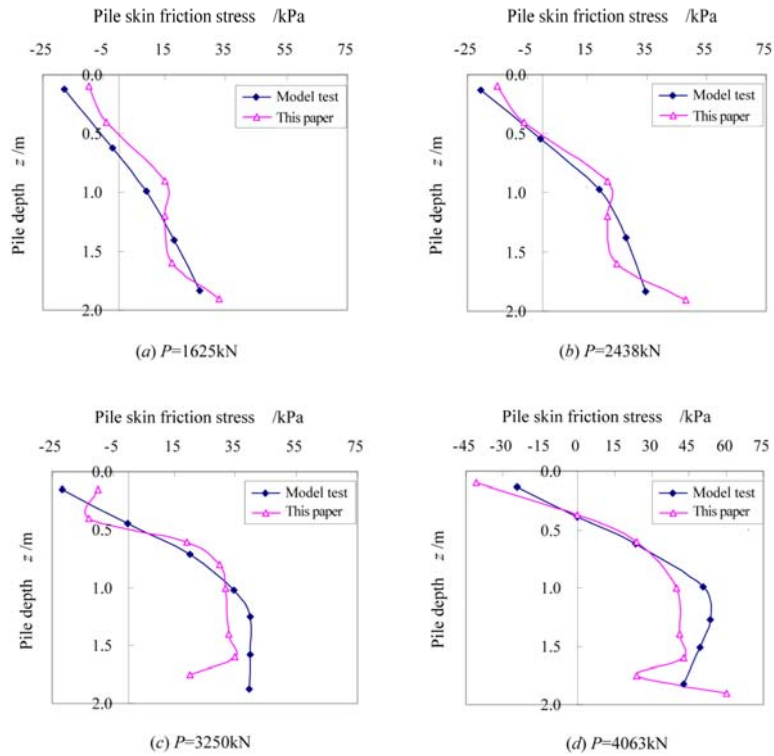 Pile skin friction stress /kPa
-25 -5 15 35 55 75
0.0
0.5
1.0
1.5
2.0
Pile depth z /m
Model test
This paper
(a) P=1625kN
Pile skin friction stress /kPa
-25 -5 15 35 55 75
0.0
0.5
1.0
1.5
2.0
Pile depth z /m
Model test
This paper
(b) P=2438kN
Pile skin friction stress /kPa
-25 -5 15 35 55 75
0.0
0.5
1.0
1.5
2.0
Pile depth z /m
Model test
This paper
(c) P=3250kN
Pile skin friction stress /kPa
-45 -15 0 30 43 60 75
0.0
0.5
1.0
1.5
2.0
Pile depth z /m
Model test
This paper
(d) P=4063kN